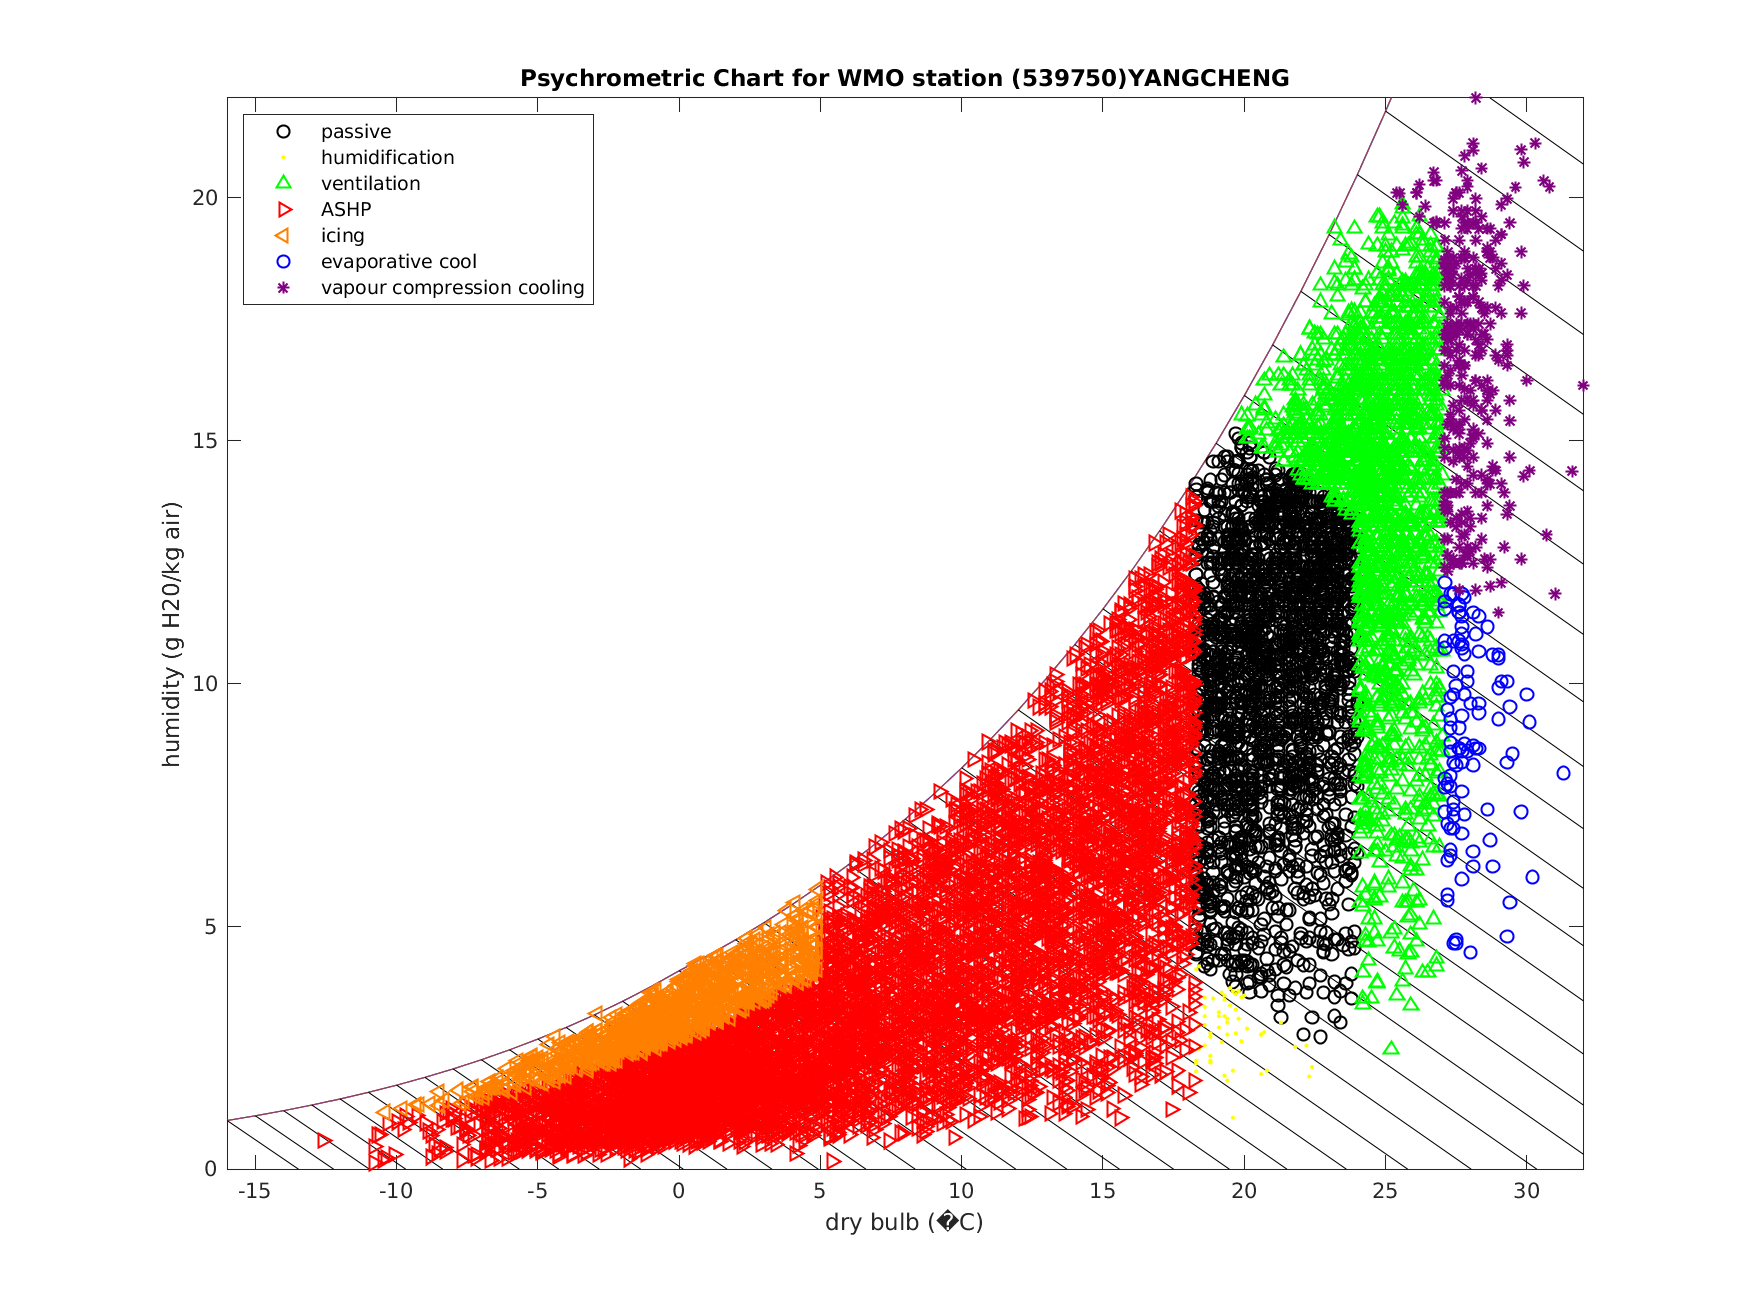 Psychrometric Chart for WMO station (539750)YANGCHENG
passive
humidification
ventilation
ASHP
icing
evaporative cool
vapour compression cooling
humidity (g H20/kg air)
20
15
10
5
0
-15 -10 -5 0 5 10 15 20 25 30
dry bulb (�C)